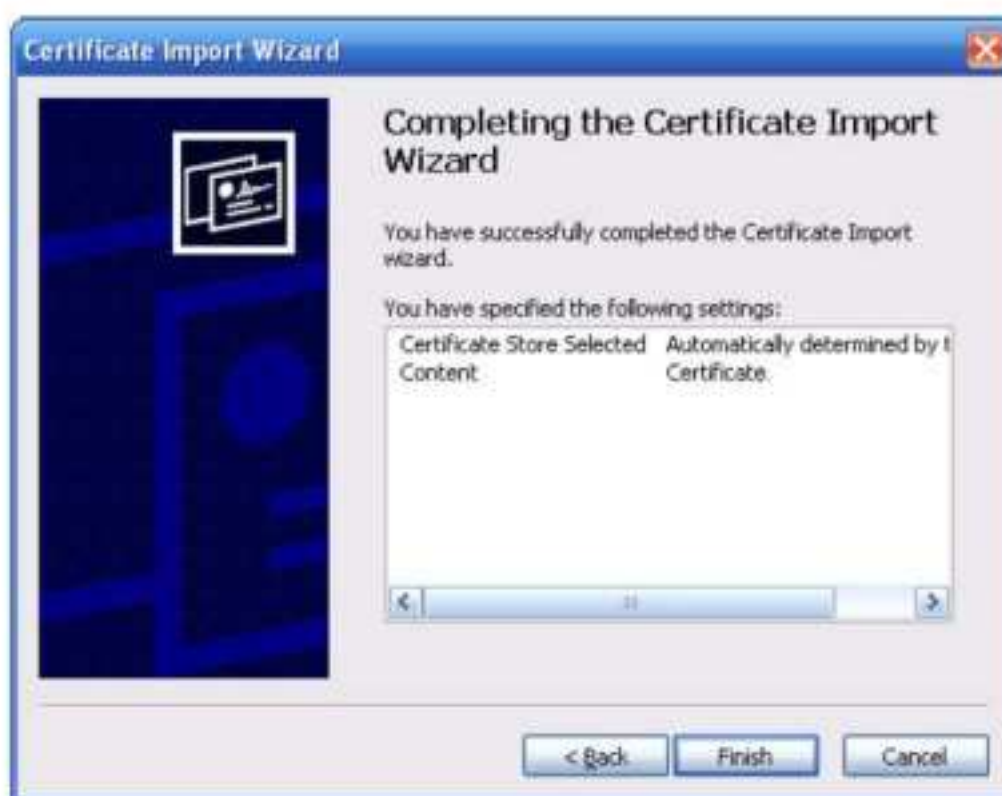 Certificate Import Wizard
Completing the Certificate Import
Wizard
You have successfully completed the Certificate Import
wizard.
You have specified the following settings:
Certificate Store Selected Automatically determined by t
Content Certificate
< Back Finish Cancel